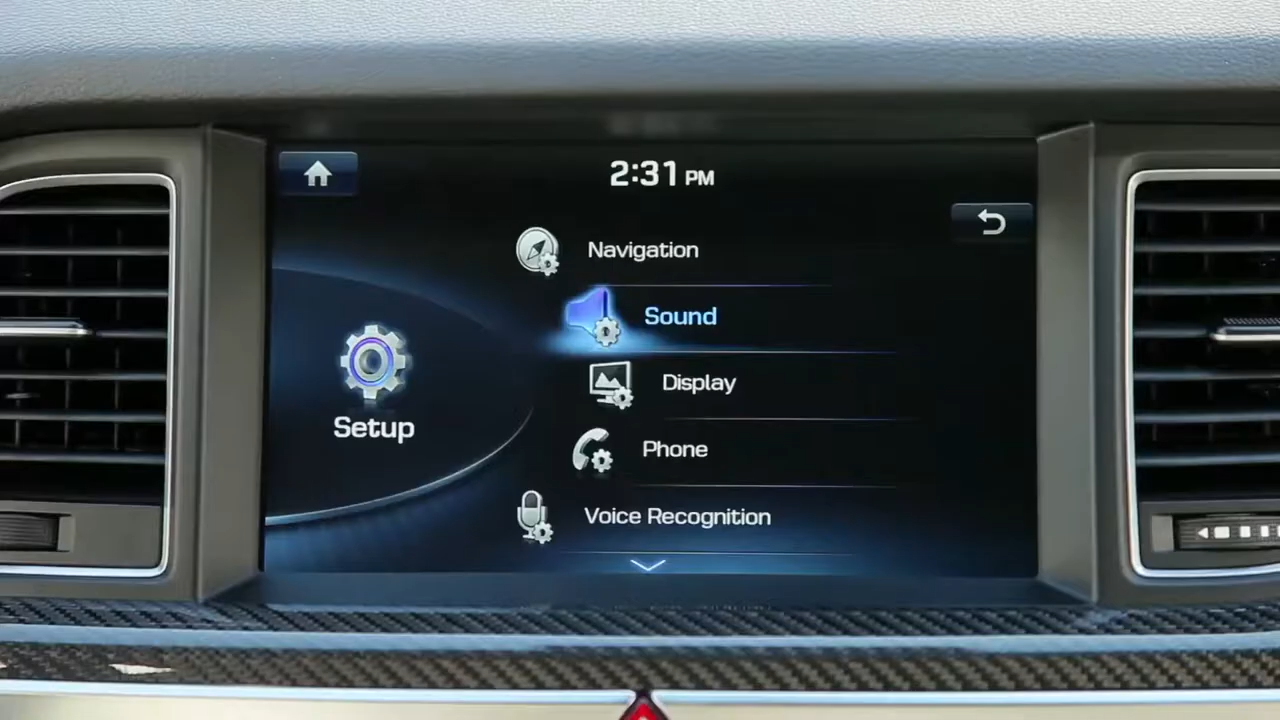 2:31 PM
Navigation
Sound
Display
Phone
Setup
Voice Recognition